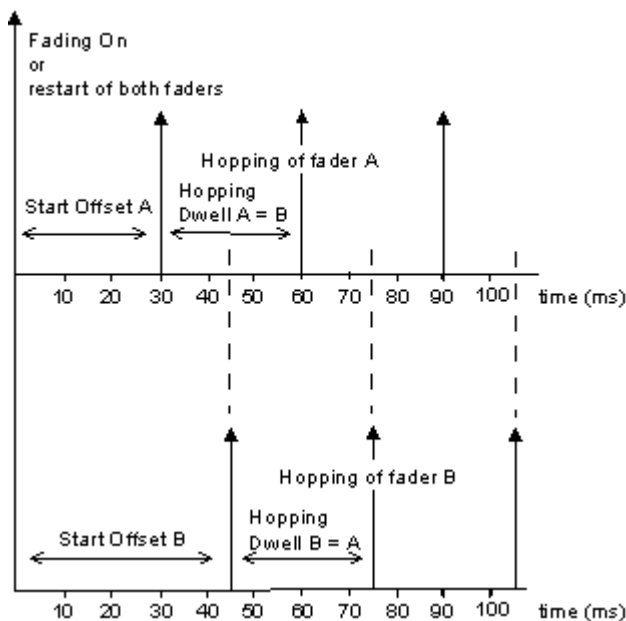 Fading On
or
restart of both faders
Hopping of fader A
Hopping
Dwell A = B
Start Offset A
10 20 30 40 50 60 70 80 90 100 time (ms)
Hopping of fader B
Hopping
Dwell B = A
Start Offset B
10 20 30 40 50 60 70 80 90 100 time (ms)